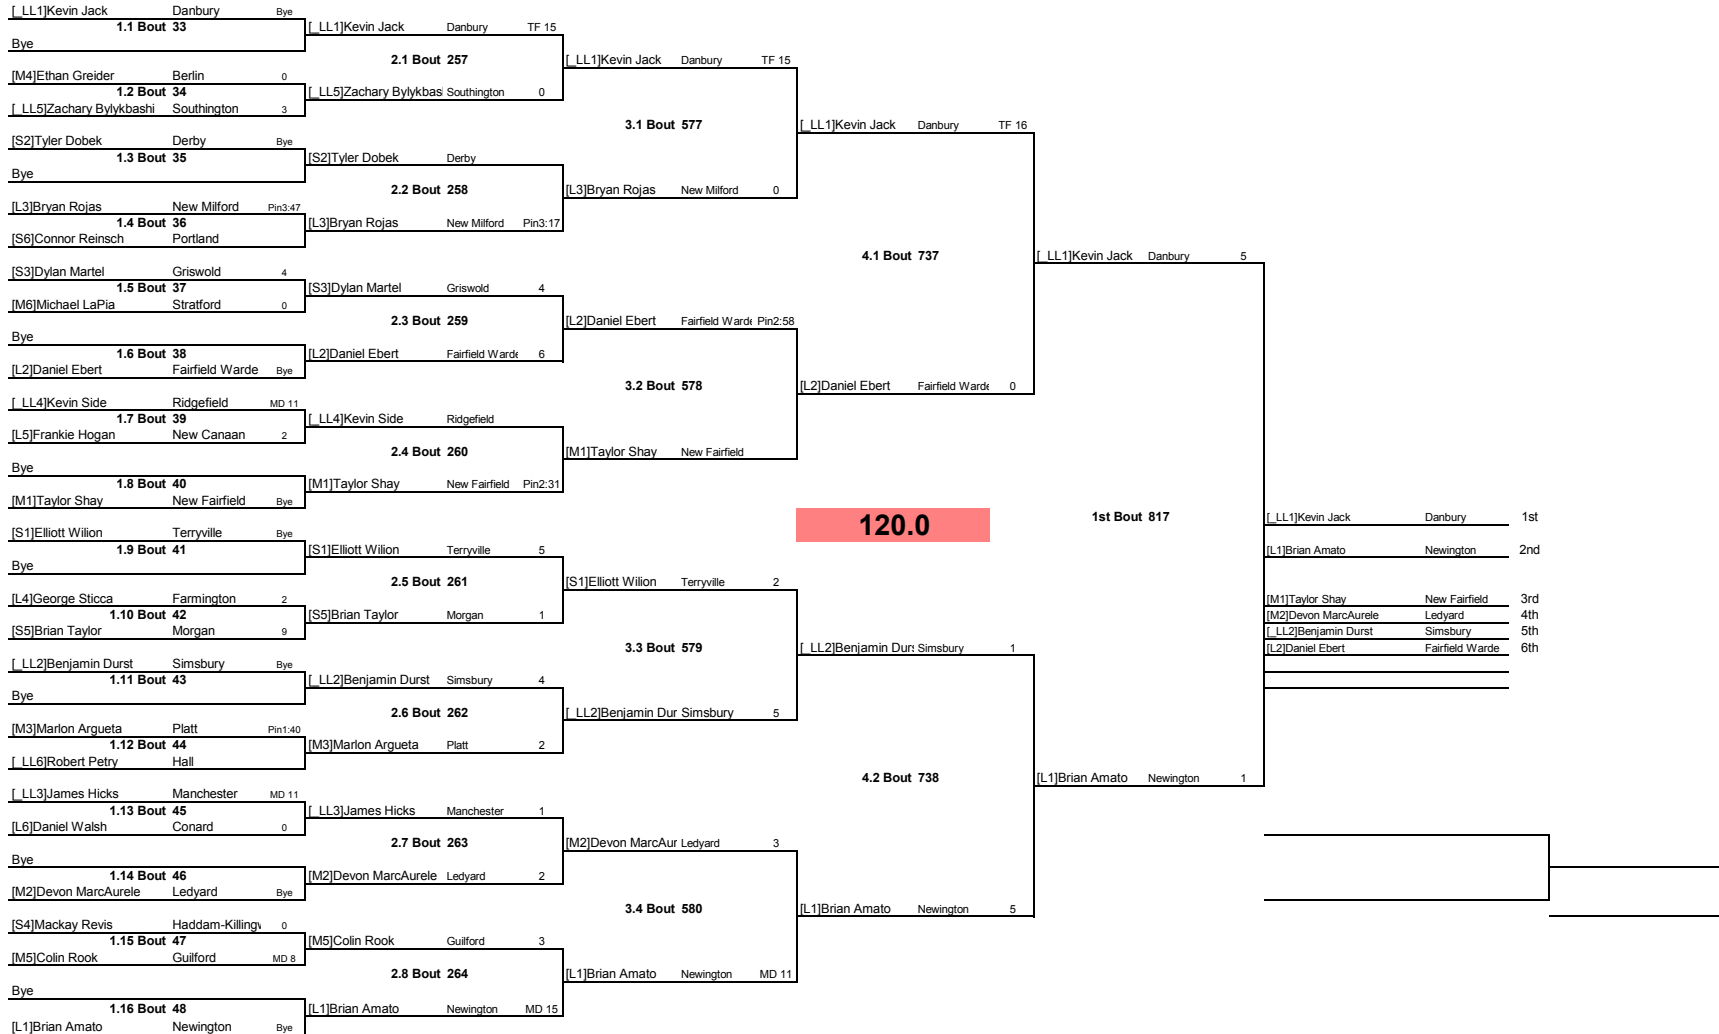 [_LL1]Kevin Jack Danbury Bye
1.1 Bout 33
Bye
[M4]Ethan Greider Berlin 0
1.2 Bout 34
[_LL5]Zachary Bylykbashi Southington 3
[S2]Tyler Dobek Derby Bye
1.3 Bout 35
Bye
[L3]Bryan Rojas New Milford Pin3:47
1.4 Bout 36
[S6]Connor Reinsch Portland
[S3]Dylan Martel Griswold 4
1.5 Bout 37
[M6]Michael LaPia Stratford 0
Bye
1.6 Bout 38
[L2]Daniel Ebert Fairfield Warde Bye
[_LL4]Kevin Side Ridgefield MD 11
1.7 Bout 39
[L5]Frankie Hogan New Canaan 2
Bye
1.8 Bout 40
[M1]Taylor Shay New Fairfield Bye
[S1]Elliott Wilion Terryville Bye
1.9 Bout 41
Bye
[L4]George Sticca Farmington 2
1.10 Bout 42
[S5]Brian Taylor Morgan 9
[_LL2]Benjamin Durst Simsbury Bye
1.11 Bout 43
Bye
[M3]Marlon Argueta Platt Pin1:40
1.12 Bout 44
[_LL6]Robert Petry Hall
[_LL3]James Hicks Manchester MD 11
1.13 Bout 45
[L6]Daniel Walsh Conard 0
Bye
1.14 Bout 46
[M2]Devon MarcAurele Ledyard Bye
[S4]Mackay Revis Haddam-Killingv 0
1.15 Bout 47
[M5]Colin Rook Guilford MD 8
Bye
1.16 Bout 48
[L1]Brian Amato Newington Bye
[_LL1]Kevin Jack Danbury TF 15
2.1 Bout 257
[_LL5]Zachary Bylykbas Southington 0
[S2]Tyler Dobek Derby
2.2 Bout 258
[L3]Bryan Rojas New Milford Pin3:17
[S3]Dylan Martel Griswold 4
2.3 Bout 259
[L2]Daniel Ebert Fairfield Warde 6
[_LL4]Kevin Side Ridgefield
2.4 Bout 260
[M1]Taylor Shay New Fairfield Pin2:31
[S1]Elliott Wilion Terryville 5
2.5 Bout 261
[S5]Brian Taylor Morgan 1
[_LL2]Benjamin Durst Simsbury 4
2.6 Bout 262
[M3]Marlon Argueta Platt 2
[_LL3]James Hicks Manchester 1
2.7 Bout 263
[M2]Devon MarcAurele Ledyard 2
[M5]Colin Rook Guilford 3
2.8 Bout 264
[L1]Brian Amato Newington MD 15
[_LL1]Kevin Jack Danbury TF 15
3.1 Bout 577
[L3]Bryan Rojas New Milford 0
[L2]Daniel Ebert Fairfield Warde Pin2:58
3.2 Bout 578
[M1]Taylor Shay New Fairfield
[S1]Elliott Wilion Terryville 2
3.3 Bout 579
[_LL2]Benjamin Dur Simsbury 5
[M2]Devon MarcAur Ledyard 3
3.4 Bout 580
[L1]Brian Amato Newington MD 11
[_LL1]Kevin Jack Danbury TF 16
4.1 Bout 737
[L2]Daniel Ebert Fairfield Warde 0
120.0
[_LL2]Benjamin Durs Simsbury 1
4.2 Bout 738
[L1]Brian Amato Newington 5
[_LL1]Kevin Jack Danbury 5
1st Bout 817
[L1]Brian Amato Newington 1
[_LL1]Kevin Jack Danbury 1st
[L1]Brian Amato Newington 2nd
[M1]Taylor Shay New Fairfield 3rd
[M2]Devon MarcAurele Ledyard 4th
[_LL2]Benjamin Durst Simsbury 5th
[L2]Daniel Ebert Fairfield Warde 6th